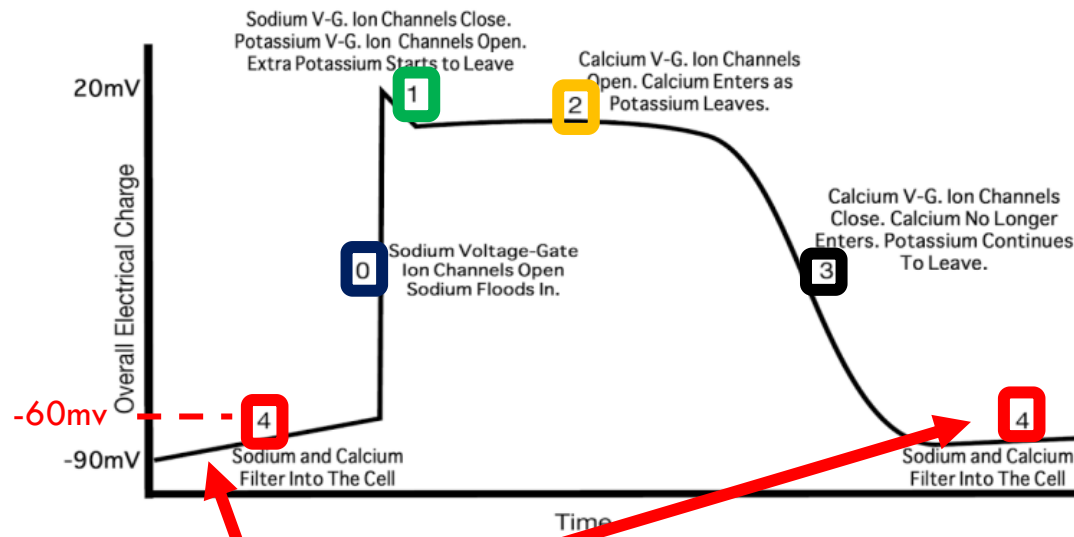 Sodium V-G. Ion Channels Close.
Potassium V-G. Ion Channels Open.
Extra Potassium Starts to Leave
20mV
1
Calcium V-G. Ion Channels
Open. Calcium Enters as
Potassium Leaves.
2
Overall Electrical Charge
0
Sodium Voltage-Gate
Ion Channels Open
Sodium Floods In.
Calcium V-G. Ion Channels
Close. Calcium No Longer
Enters. Potassium Continues
To Leave.
3
-60mv
4
-90mV
Sodium and Calcium
Filter Into The Cell
4
Sodium and Calcium
Filter Into The Cell
Time